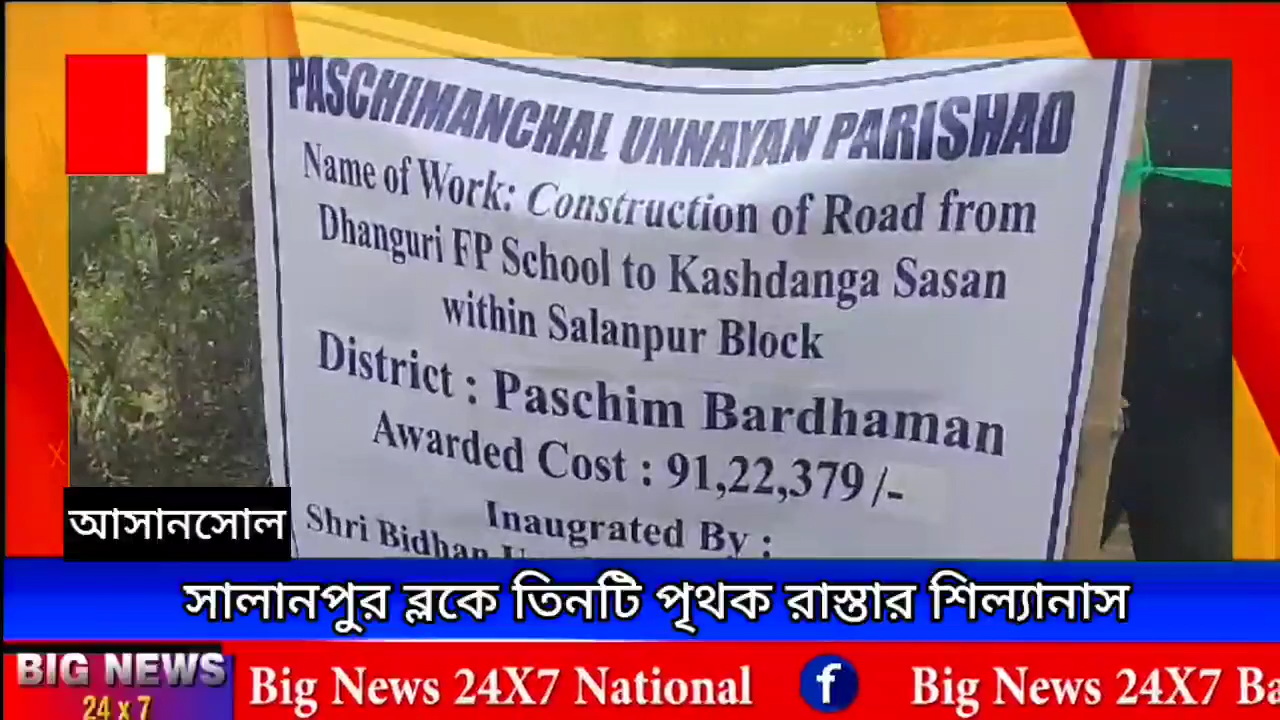 PASCHIMANCHAL UNNAYAN PARISHAD
Name of Work: Construction of Road from
Dhanguri FP School to Kashdanga Sasan
within Salanpur Block
District : Paschim Bardhaman
Awarded Cost : 91,22,379/-
Inaugrated By :
Shri Bidhan
আসানসোল
সালানপুর ব্লকে তিনটি পৃথক রাস্তার শিল্যানাস
BIG NEWS
24 x 7
Big News 24X7 National
f
Big News 24X7 Ba